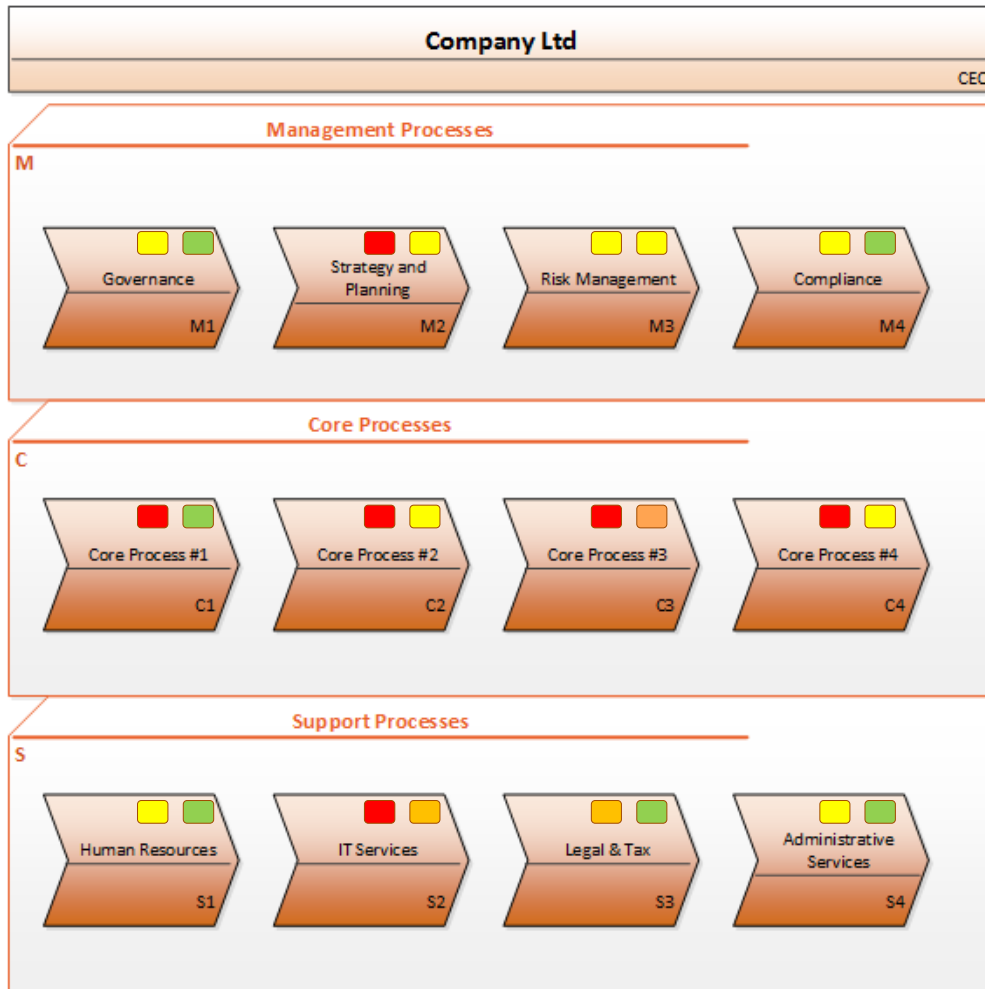 Company Ltd
CEO
Management Processes
M
Governance
M1
Strategy and
Planning
M2
Risk Management
M3
Compliance
M4
Core Processes
C
Core Process #1
C1
Core Process #2
C2
Core Process #3
C3
Core Process #4
C4
Support Processes
S
Human Resources
S1
IT Services
S2
Legal & Tax
S3
Administrative
Services
S4